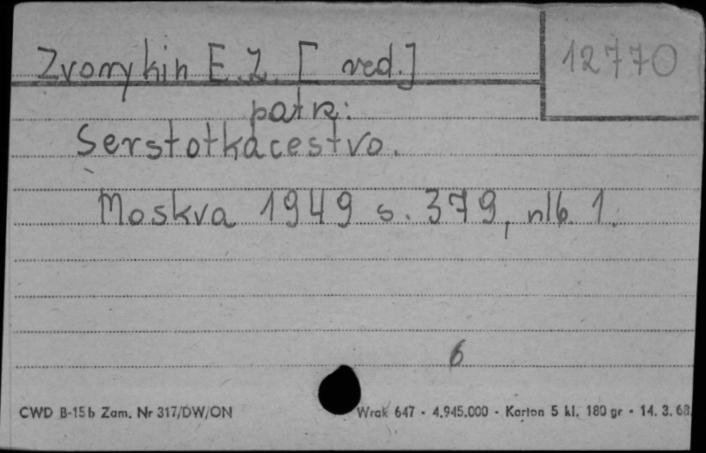 12770
Zvorykin E.Z. [ red.]
patrz:
Serstotkacestvo.
Moskva 1949 s. 379, nlb. 1.
6
CWD B-15b Zam. Nr 317/DW/ON Wrak 647 - 4.945.000 - Karton 5 kl. 180 gr - 14. 3. 68